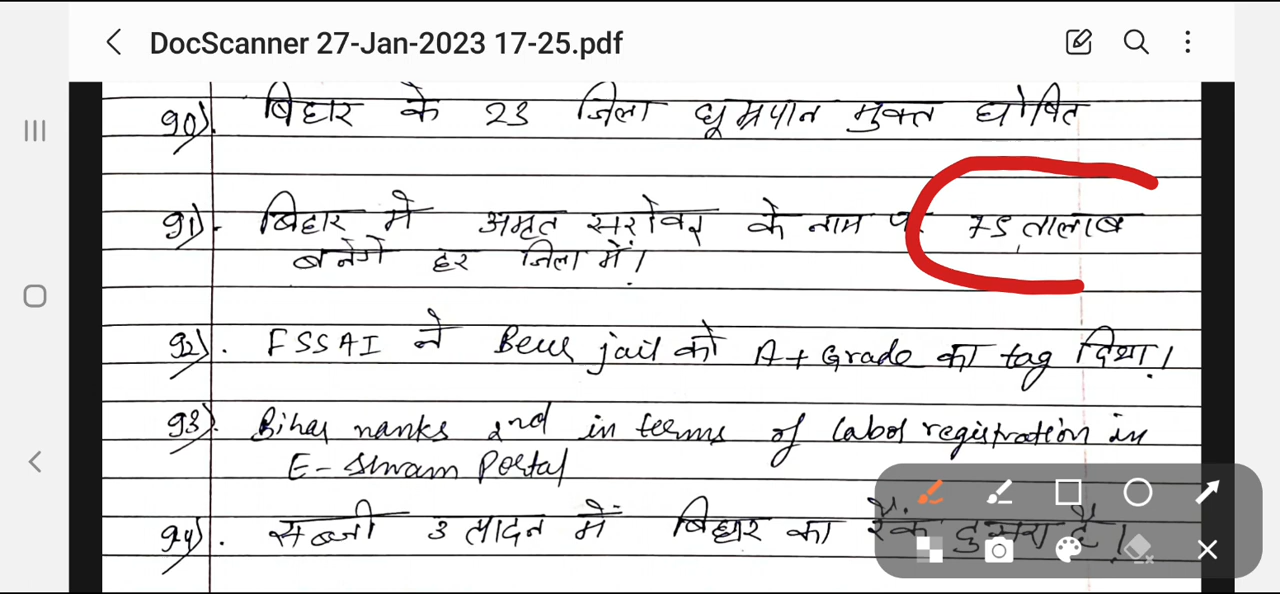 DocScanner 27-Jan-2023 17-25.pdf
90). बिहार के 23 जिला धूम्रपान मुक्त घोषित
91). बिहार में अमृत सरोवर के नाम पर 75 तालाब
बनेंगे हर जिला में।
92). FSSAI ने Beur jail को A+ Grade का tag दिया।
93). Bihar ranks 2nd in terms of labor registration in
E-Shram Portal
94). सब्जी उत्पादन में बिहार का रैंक दुसरा है।